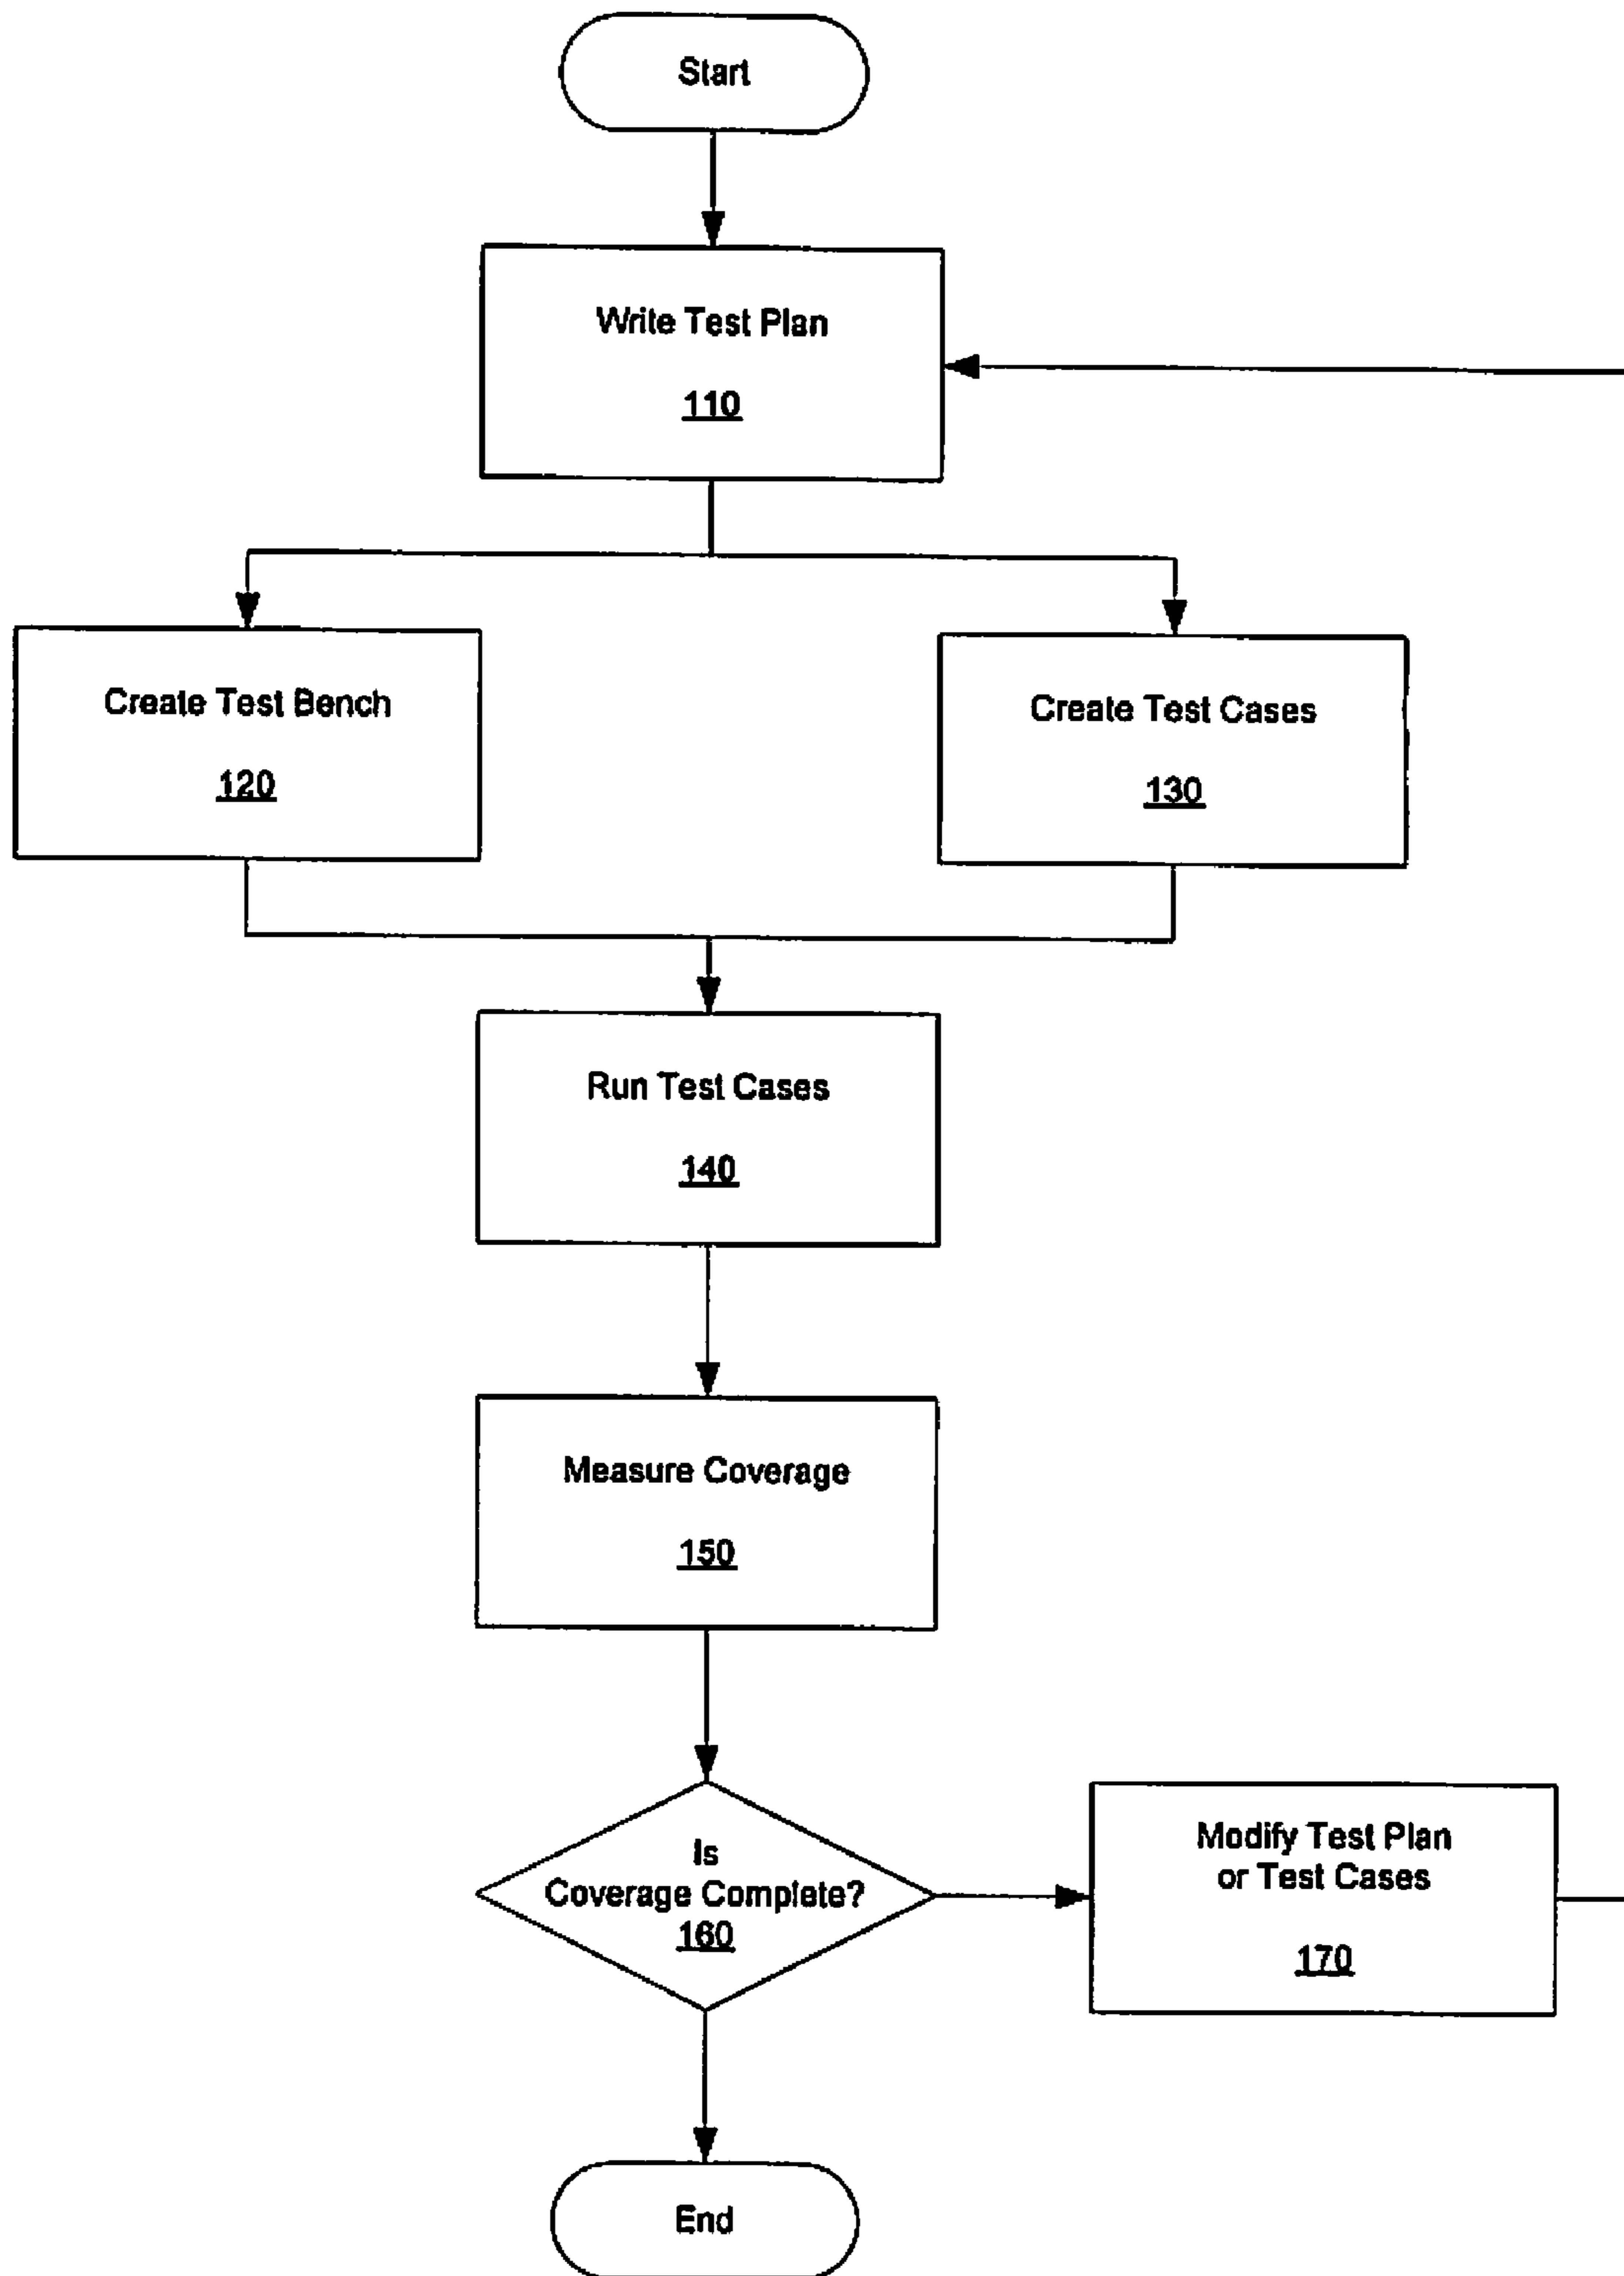 Start
Write Test Plan
110
Create Test Bench
120
Create Test Cases
130
Run Test Cases
140
Measure Coverage
150
Is
Coverage Complete?
160
Modify Test Plan
or Test Cases
170
End